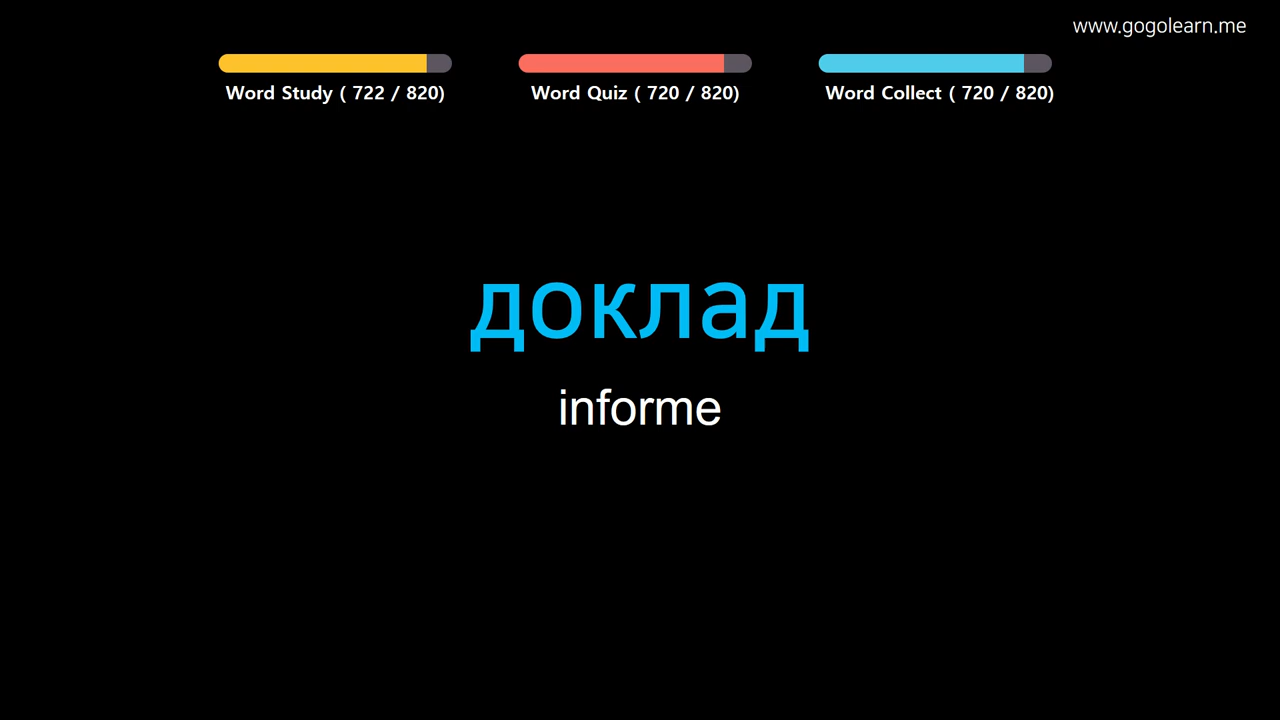 www.gogolearn.me
Word Study ( 722 / 820)
Word Quiz ( 720 / 820)
Word Collect ( 720 / 820)
доклад
informe